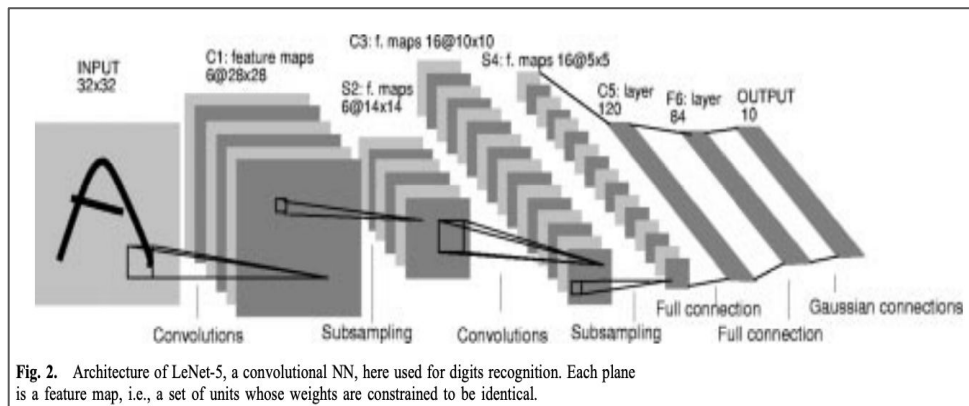 INPUT
32x32
C1: feature maps
6@28x28
S2: f. maps
6@14x14
C3: f. maps 16@10x10
S4: f. maps 16@5x5
C5: layer
120
F6: layer
84
OUTPUT
10
Convolutions
Subsampling
Convolutions
Subsampling
Full connection
Full connection
Gaussian connections
Fig. 2. Architecture of LeNet-5, a convolutional NN, here used for digits recognition. Each plane
is a feature map, i.e., a set of units whose weights are constrained to be identical.